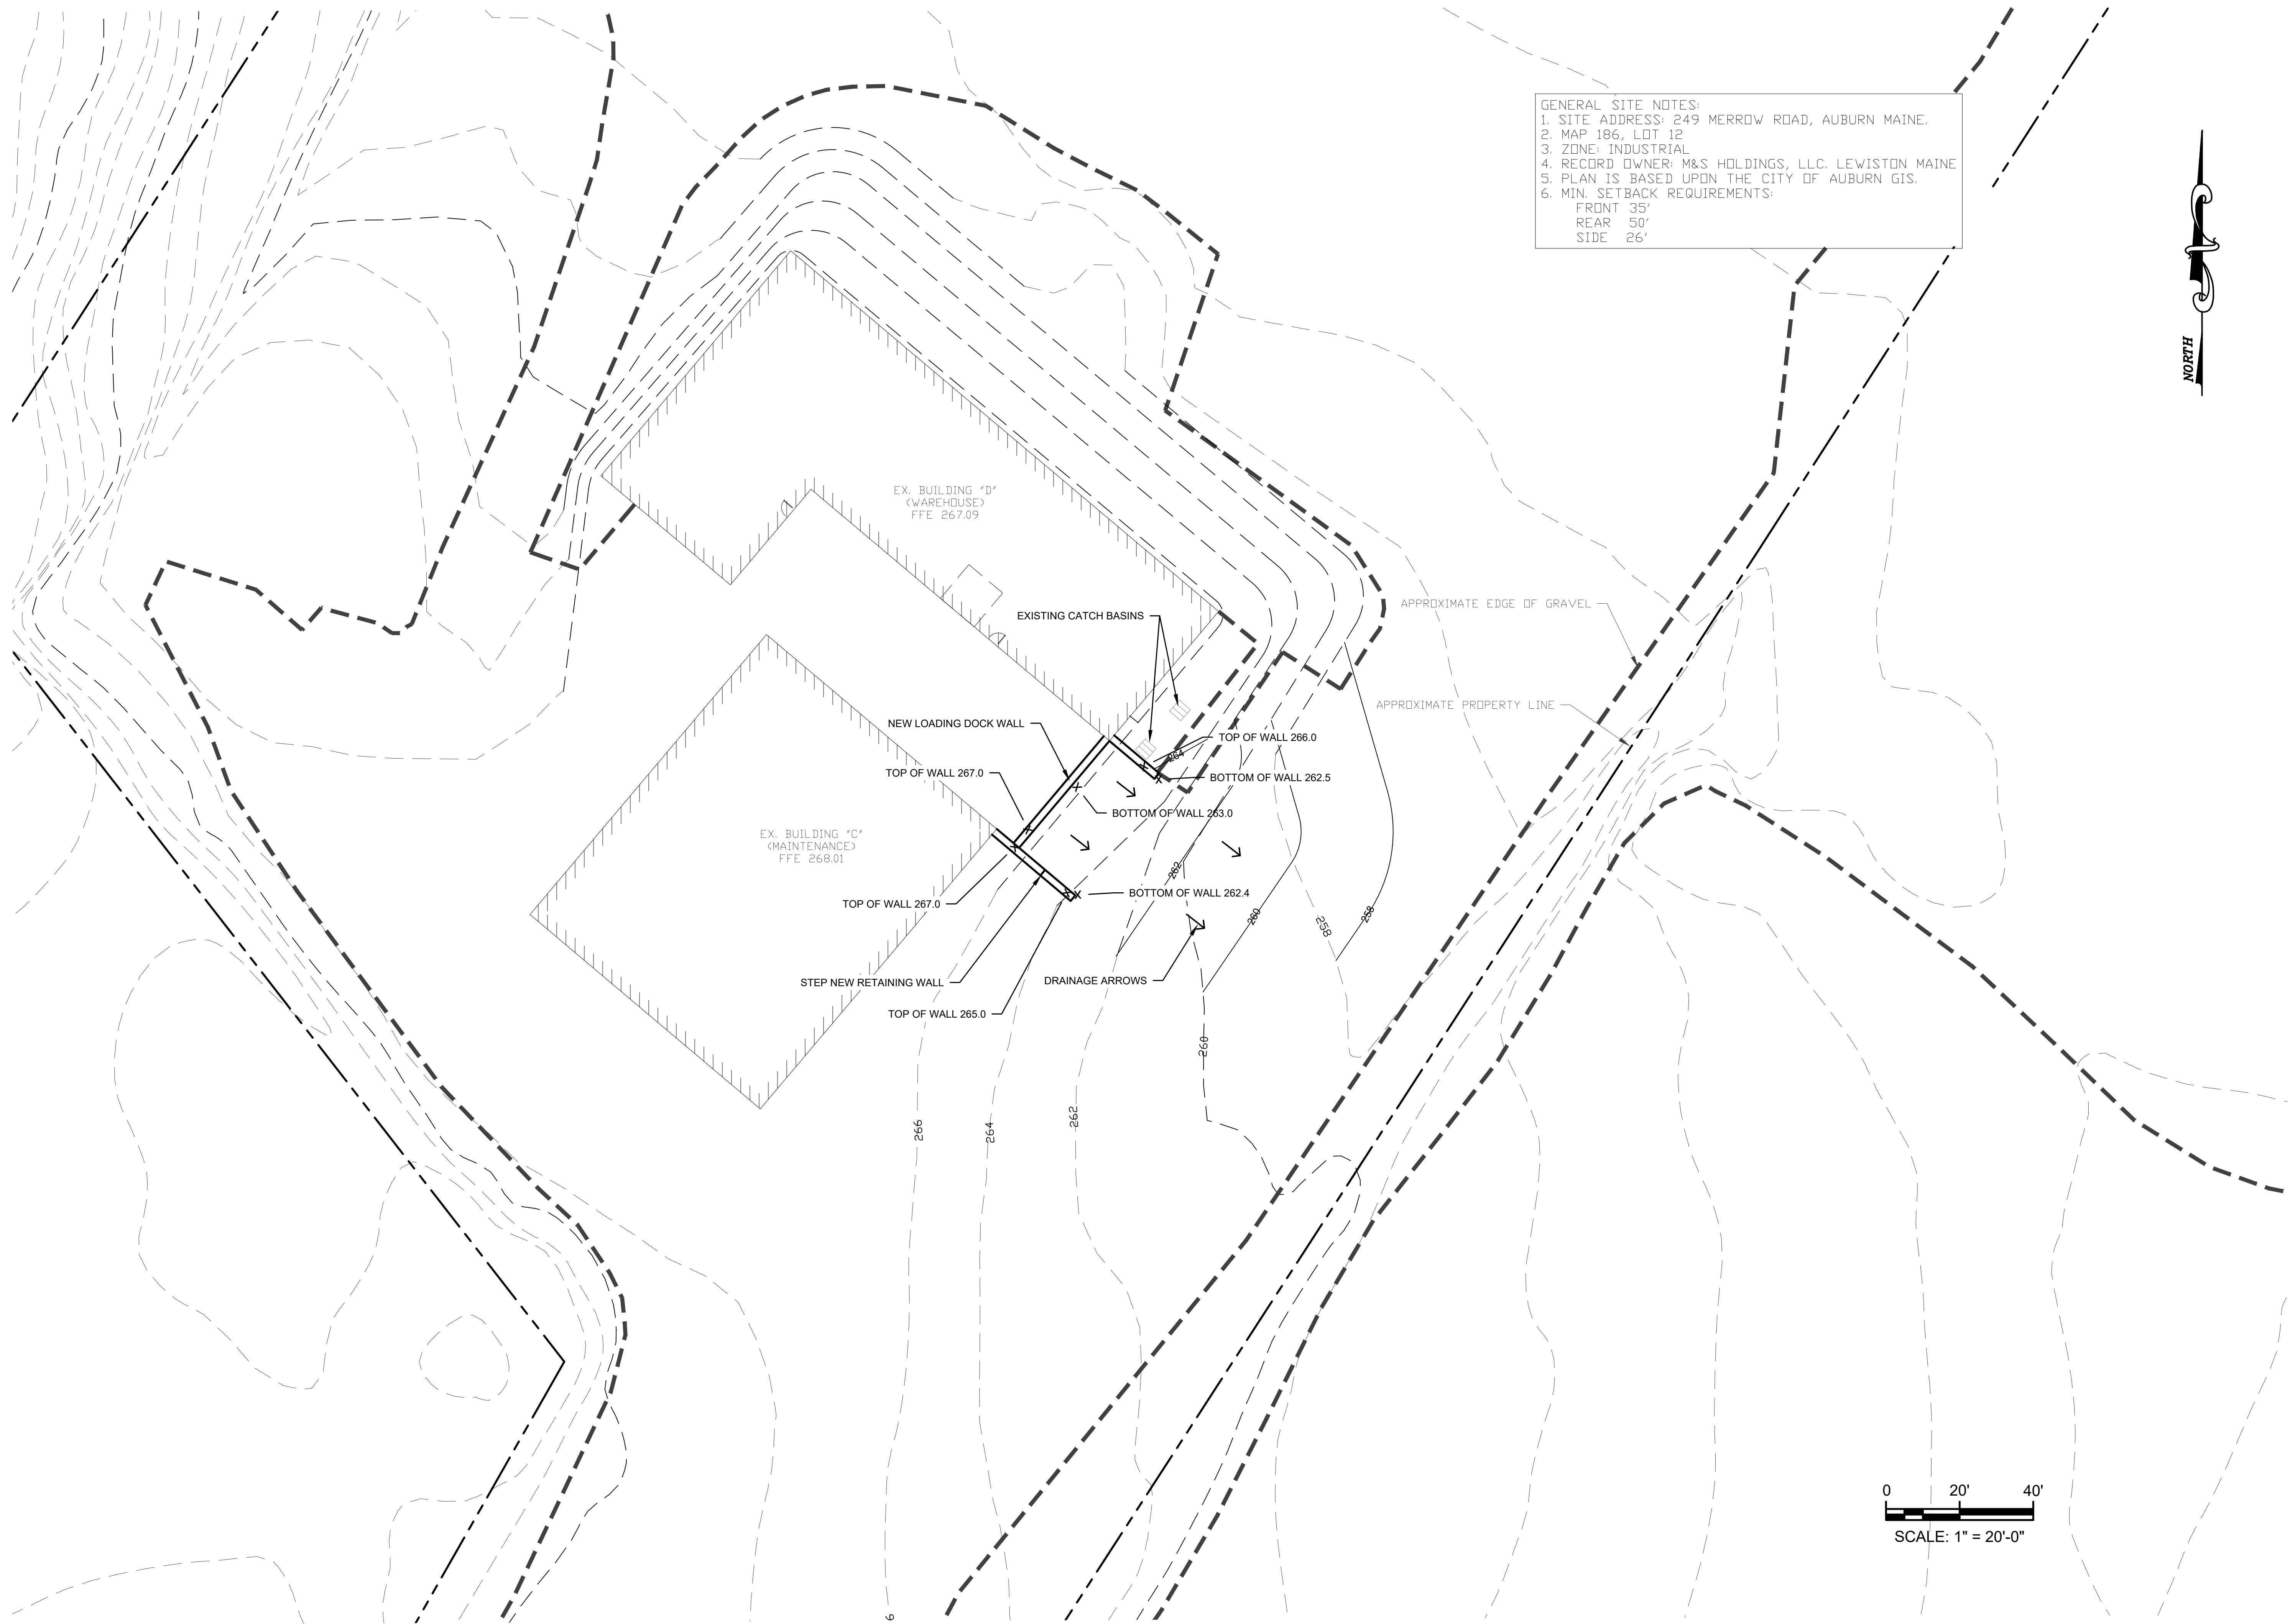 GENERAL SITE NOTES:
1. SITE ADDRESS: 249 MERROW ROAD, AUBURN MAINE.
2. MAP 186, LOT 12
3. ZONE: INDUSTRIAL
4. RECORD OWNER: M&S HOLDINGS, LLC. LEWISTON MAINE
5. PLAN IS BASED UPON THE CITY OF AUBURN GIS.
6. MIN. SETBACK REQUIREMENTS:
FRONT 35'
REAR 50'
SIDE 26'
NORTH
EX. BUILDING "D"
(WAREHOUSE)
FFE 267.09
EXISTING CATCH BASINS
APPROXIMATE EDGE OF GRAVEL
APPROXIMATE PROPERTY LINE
NEW LOADING DOCK WALL
TOP OF WALL 266.0
264
TOP OF WALL 267.0
BOTTOM OF WALL 262.5
BOTTOM OF WALL 263.0
EX. BUILDING "C"
(MAINTENANCE)
FFE 268.01
262
BOTTOM OF WALL 262.4
TOP OF WALL 267.0
260
258
258
STEP NEW RETAINING WALL
DRAINAGE ARROWS
TOP OF WALL 265.0
260
266
264
262
6
0 20' 40'
SCALE: 1" = 20'-0"